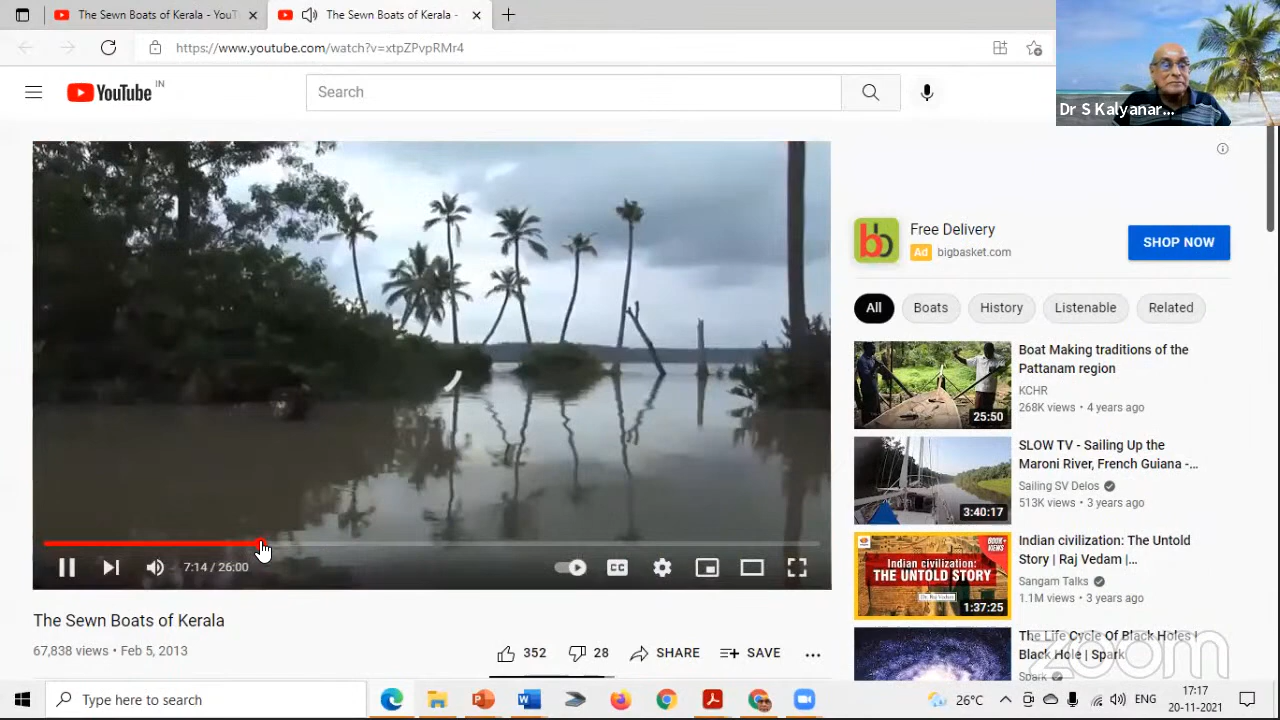 The Sewn Boats of Kerala - YouT
The Sewn Boats of Kerala -
https://www.youtube.com/watch?v=xtpZPvpRMr4
YouTube IN
Search
Dr S Kalyanar...
Free Delivery
Ad bigbasket.com
SHOP NOW
All Boats History Listenable Related
Boat Making traditions of the
Pattanam region
KCHR
268K views • 4 years ago
25:50
SLOW TV - Sailing Up the
Maroni River, French Guiana -...
Sailing SV Delos
513K views • 3 years ago
3:40:17
Indian civilization: The Untold
Story | Raj Vedam |...
Sangam Talks
1.1M views • 3 years ago
BOOK+
VIEWS
Indian civilization:
THE UNTOLD STORY
1:37:25
The Life Cycle Of Black Holes |
Black Hole | Spark
Spark
zoom
7:14 / 26:00
CC
The Sewn Boats of Kerala
67,838 views • Feb 5, 2013
352 28 SHARE SAVE ...
Type here to search
26°C
ENG
17:17
20-11-2021